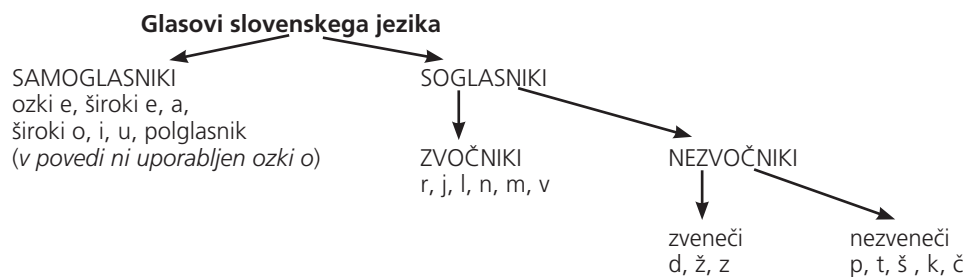 Glasovi slovenskega jezika
SAMOGLASNIKI
ozki e, široki e, a,
široki o, i, u, polglasnik
(v povedi ni uporabljen ozki o)
SOGLASNIKI
ZVOČNIKI
r, j, l, n, m, v
NEZVOČNIKI
zveneči
d, ž, z
nezveneči
p, t, š , k, č